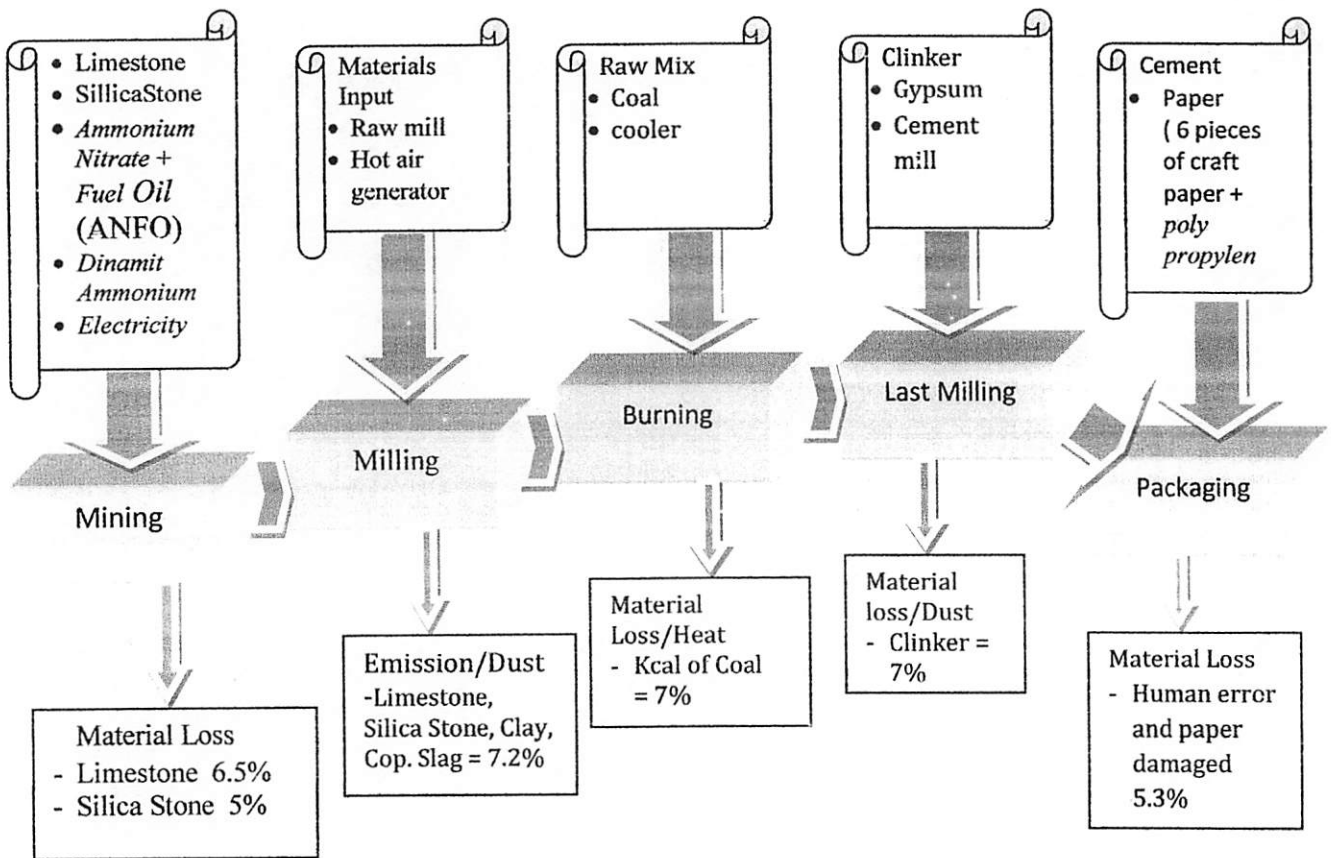 • Limestone
• SillicaStone
• Ammonium
Nitrate +
Fuel Oil
(ANFO)
• Dinamit
Ammonium
• Electricity
Materials
Input
• Raw mill
• Hot air
generator
Raw Mix
• Coal
• cooler
Clinker
• Gypsum
• Cement
mill
Cement
• Paper
( 6 pieces
of craft
paper +
poly
propylen
Mining
Milling
Burning
Last Milling
Packaging
Material Loss
- Limestone 6.5%
- Silica Stone 5%
Emission/Dust
-Limestone,
Silica Stone, Clay,
Cop. Slag = 7.2%
Material
Loss/Heat
- Kcal of Coal
= 7%
Material
loss/Dust
- Clinker =
7%
Material Loss
- Human error
and paper
damaged
5.3%